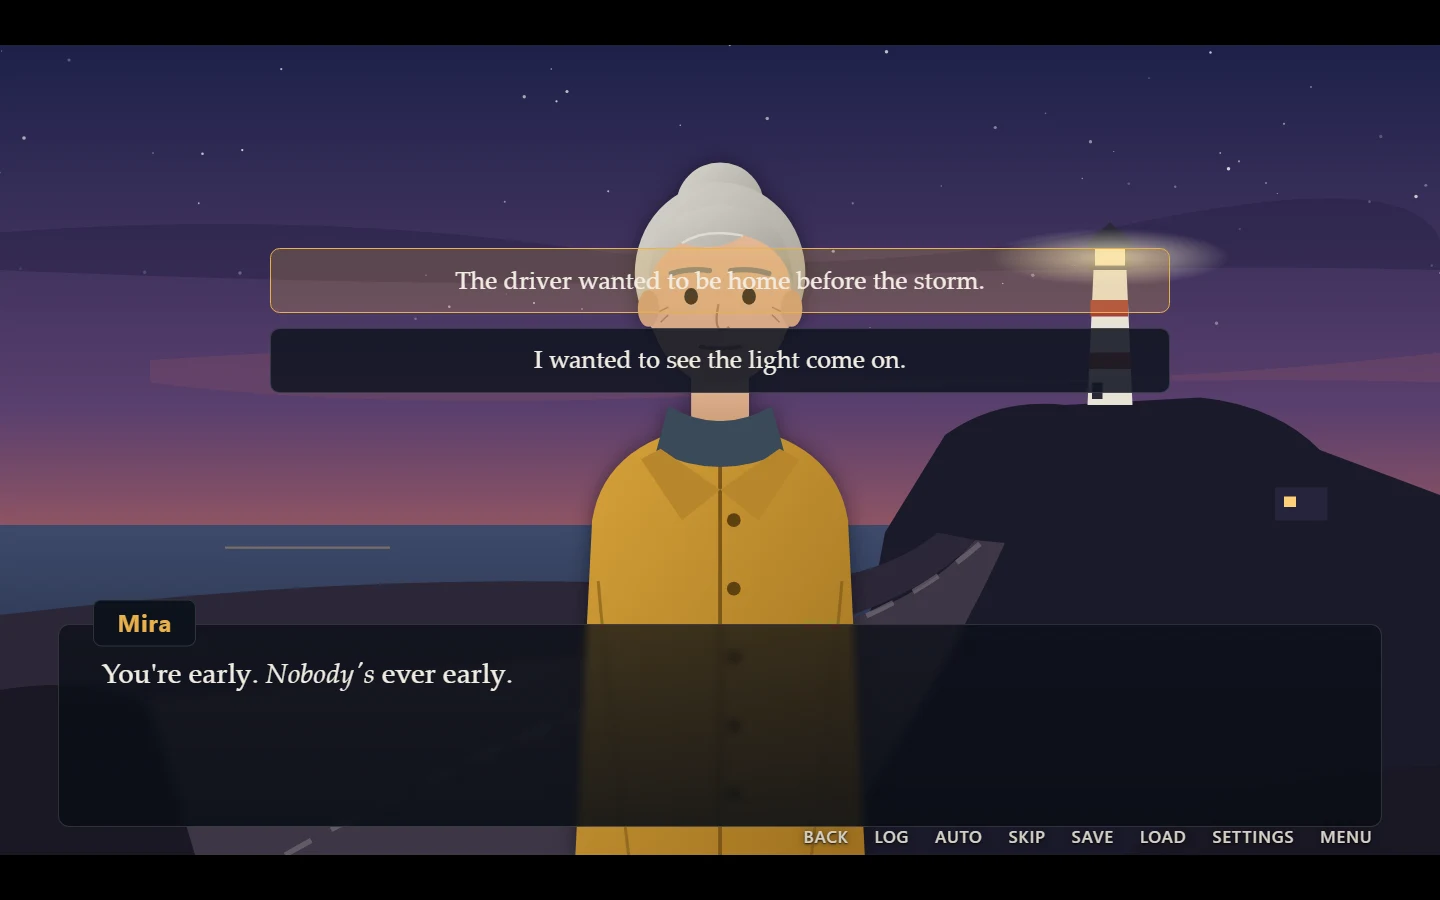 The driver wanted to be home before the storm.
I wanted to see the light come on.
Mira
You're early. Nobody's ever early.
BACK LOG AUTO SKIP SAVE LOAD SETTINGS MENU